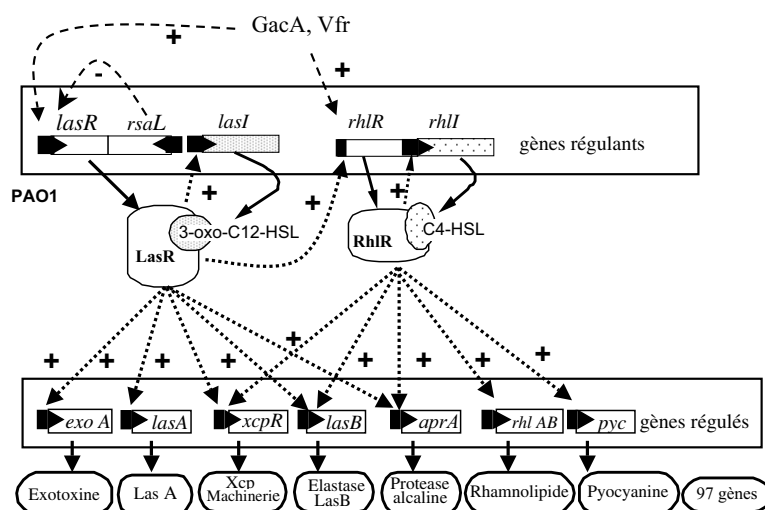 GacA, Vfr
+
+
-
lasR rsaL lasI rhlR rhlI
gènes régulants
PAO1
+ + +
3-oxo-C12-HSL
LasR
RhlR
C4-HSL
+ + + + + + + + +
exo A lasA xcpR lasB aprA rhl AB pyc gènes régulés
Exotoxine
Las A
Xcp
Machinerie
Elastase
LasB
Protease
alcaline
Rhamnolipide
Pyocyanine
97 gènes